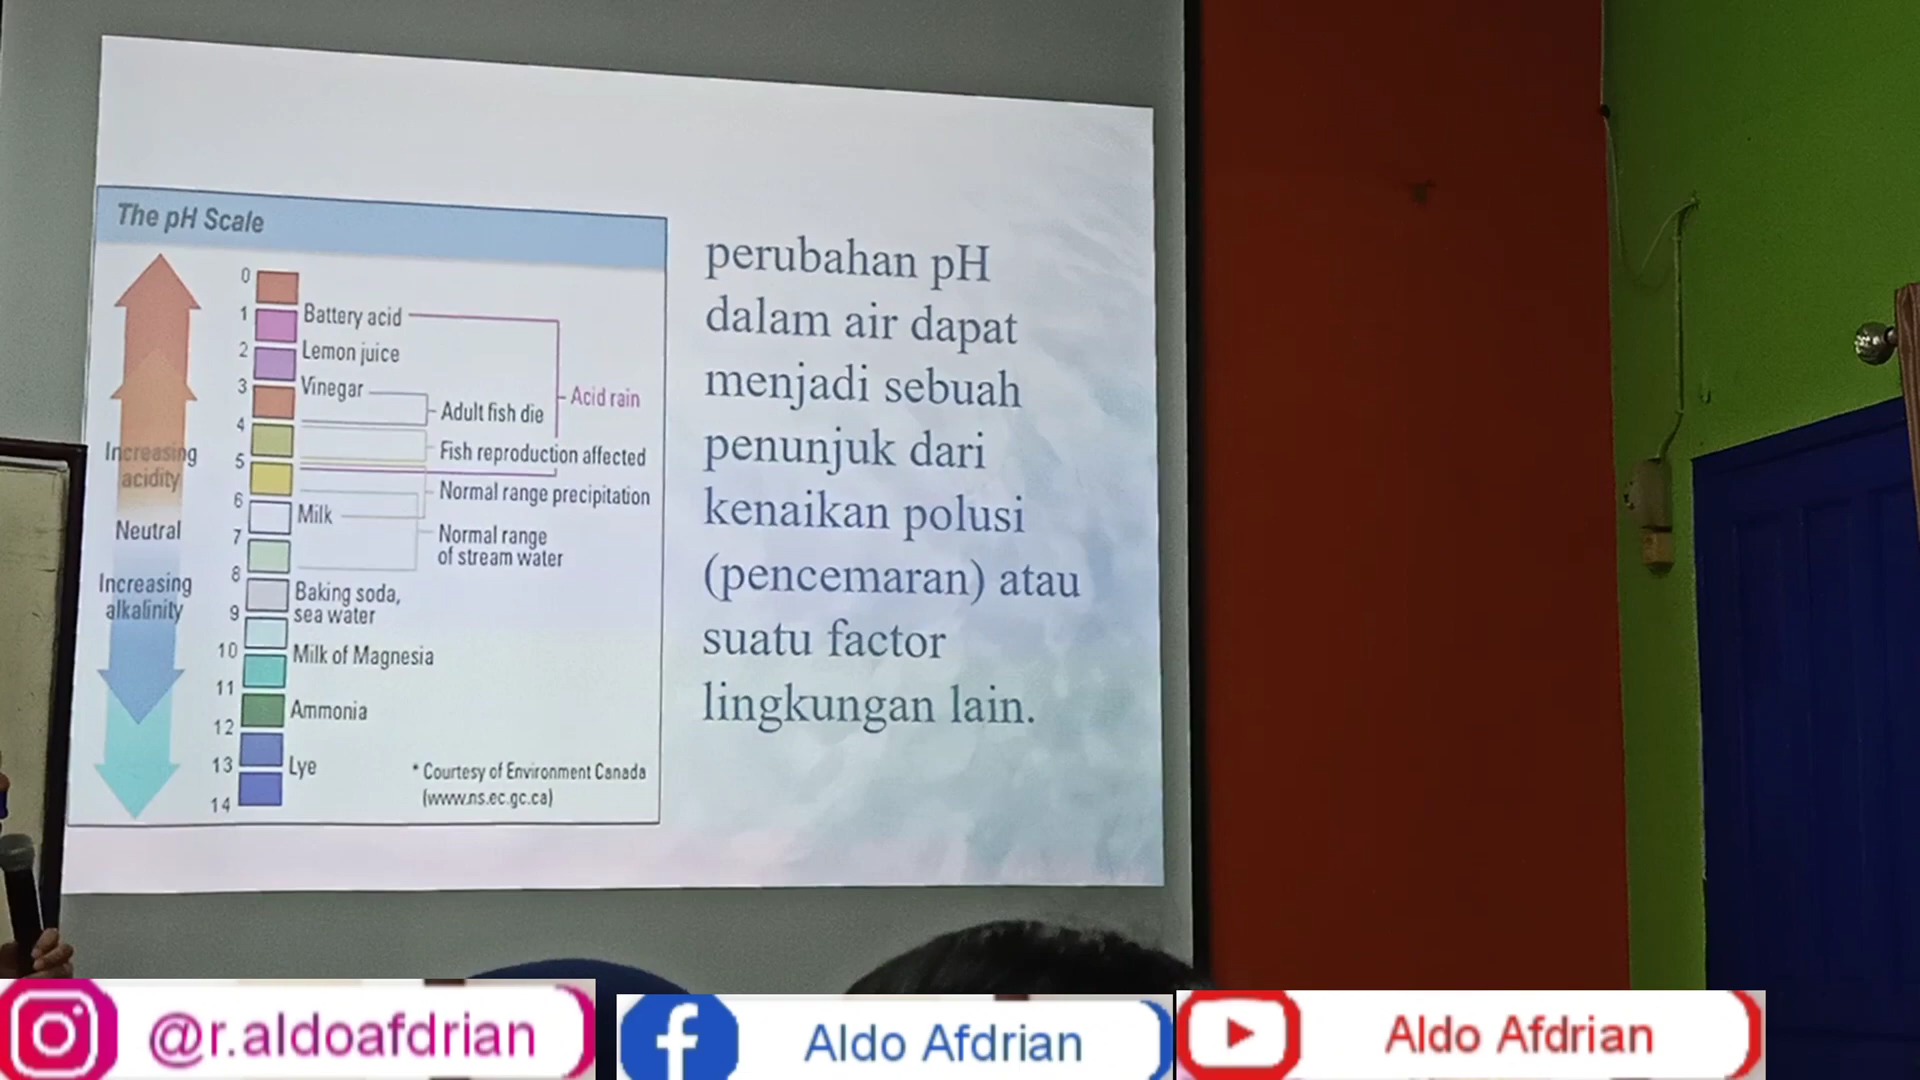 The pH Scale
0
1
Battery acid
2
Lemon juice
3
Vinegar
Adult fish die
Acid rain
4
Fish reproduction affected
5
Normal range precipitation
6
Milk
7
Normal range
of stream water
8
Baking soda,
sea water
9
10
Milk of Magnesia
11
Ammonia
12
13
Lye
14
Increasing
acidity
Neutral
Increasing
alkalinity
* Courtesy of Environment Canada
(www.ns.ec.gc.ca)
perubahan pH
dalam air dapat
menjadi sebuah
penunjuk dari
kenaikan polusi
(pencemaran) atau
suatu factor
lingkungan lain.
@r.aldoafdrian
Aldo Afdrian
Aldo Afdrian